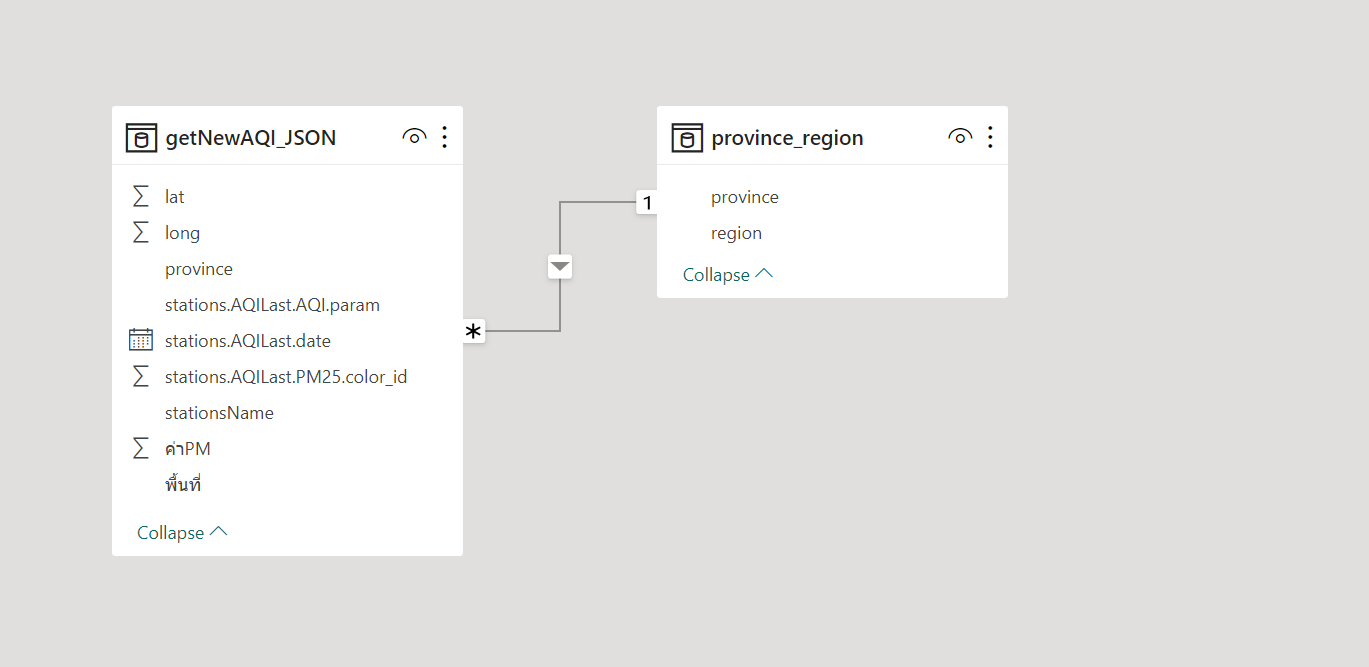 getNewAQI_JSON
lat
long
province
stations.AQILast.AQI.param
stations.AQILast.date
stations.AQILast.PM25.color_id
stationsName
ค่าPM
พื้นที่
Collapse
*
1
province_region
province
region
Collapse